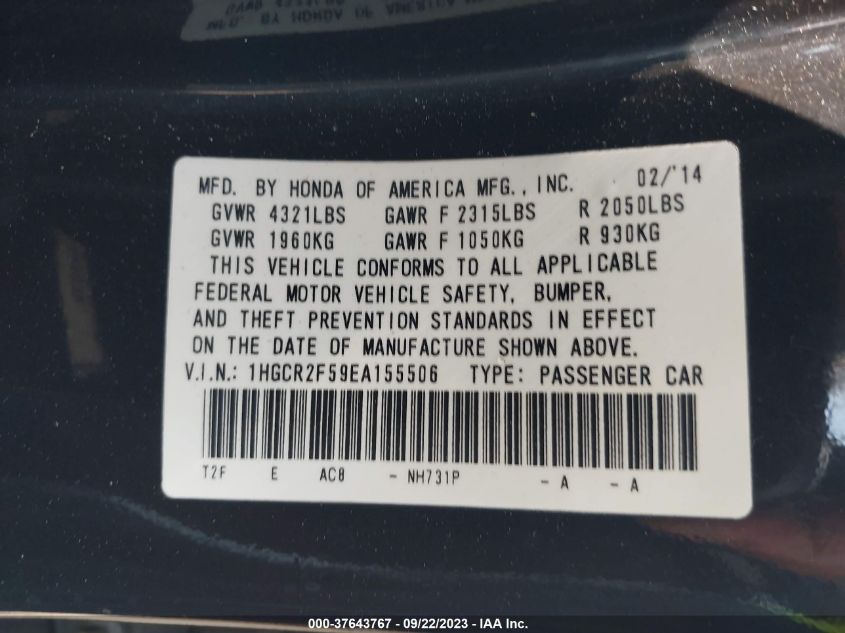 MFD. BY HONDA OF AMERICA MFG., INC. 02/'14
GVWR 4321LBS GAWR F 2315LBS R 2050LBS
GVWR 1960KG GAWR F 1050KG R 930KG
THIS VEHICLE CONFORMS TO ALL APPLICABLE
FEDERAL MOTOR VEHICLE SAFETY, BUMPER,
AND THEFT PREVENTION STANDARDS IN EFFECT
ON THE DATE OF MANUFACTURE SHOWN ABOVE.
V.I.N.: 1HGCR2F59EA155506 TYPE: PASSENGER CAR
T2F E AC8 - NH731P - A - A
000-37643767 - 09/22/2023 - IAA Inc.